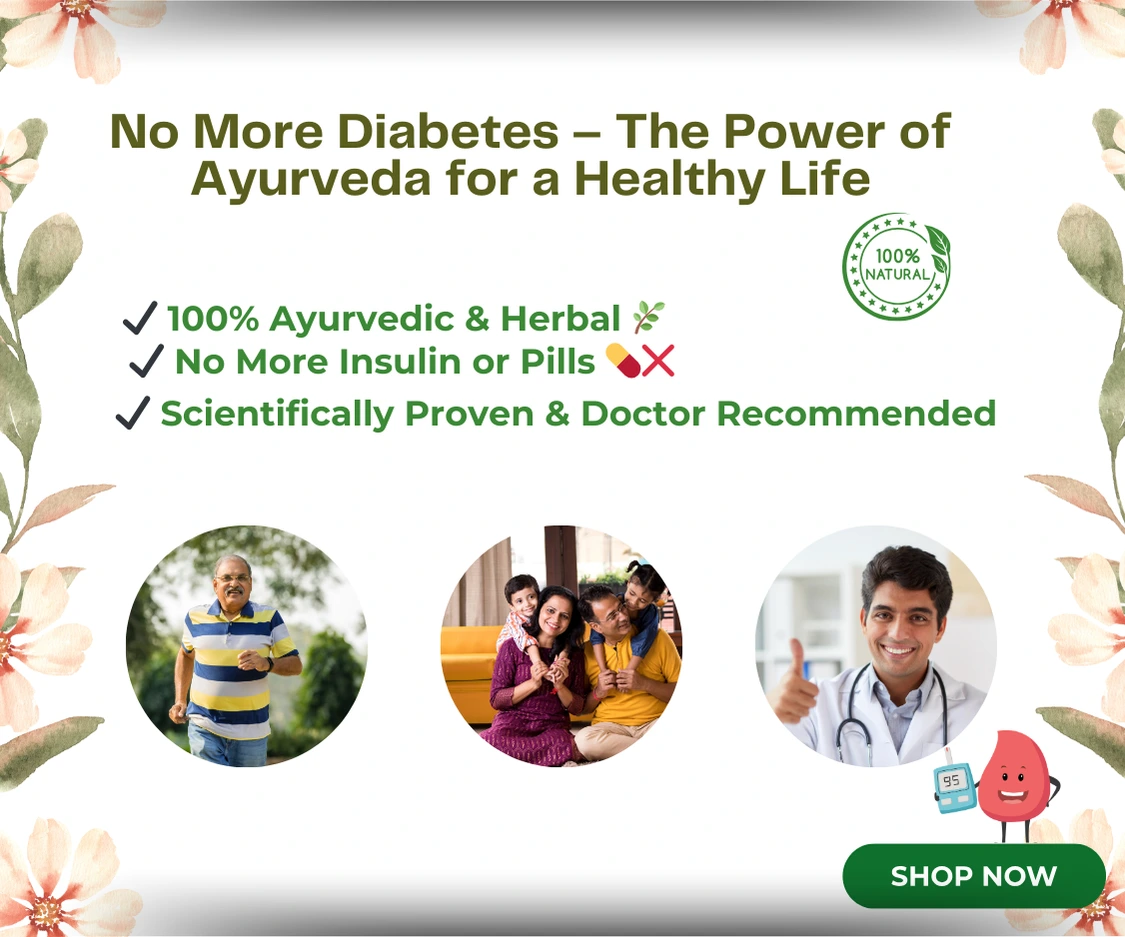 No More Diabetes – The Power of
Ayurveda for a Healthy Life
100%
NATURAL
✔ 100% Ayurvedic & Herbal 🌿
✔ No More Insulin or Pills 💊❌
✔ Scientifically Proven & Doctor Recommended
95
SHOP NOW